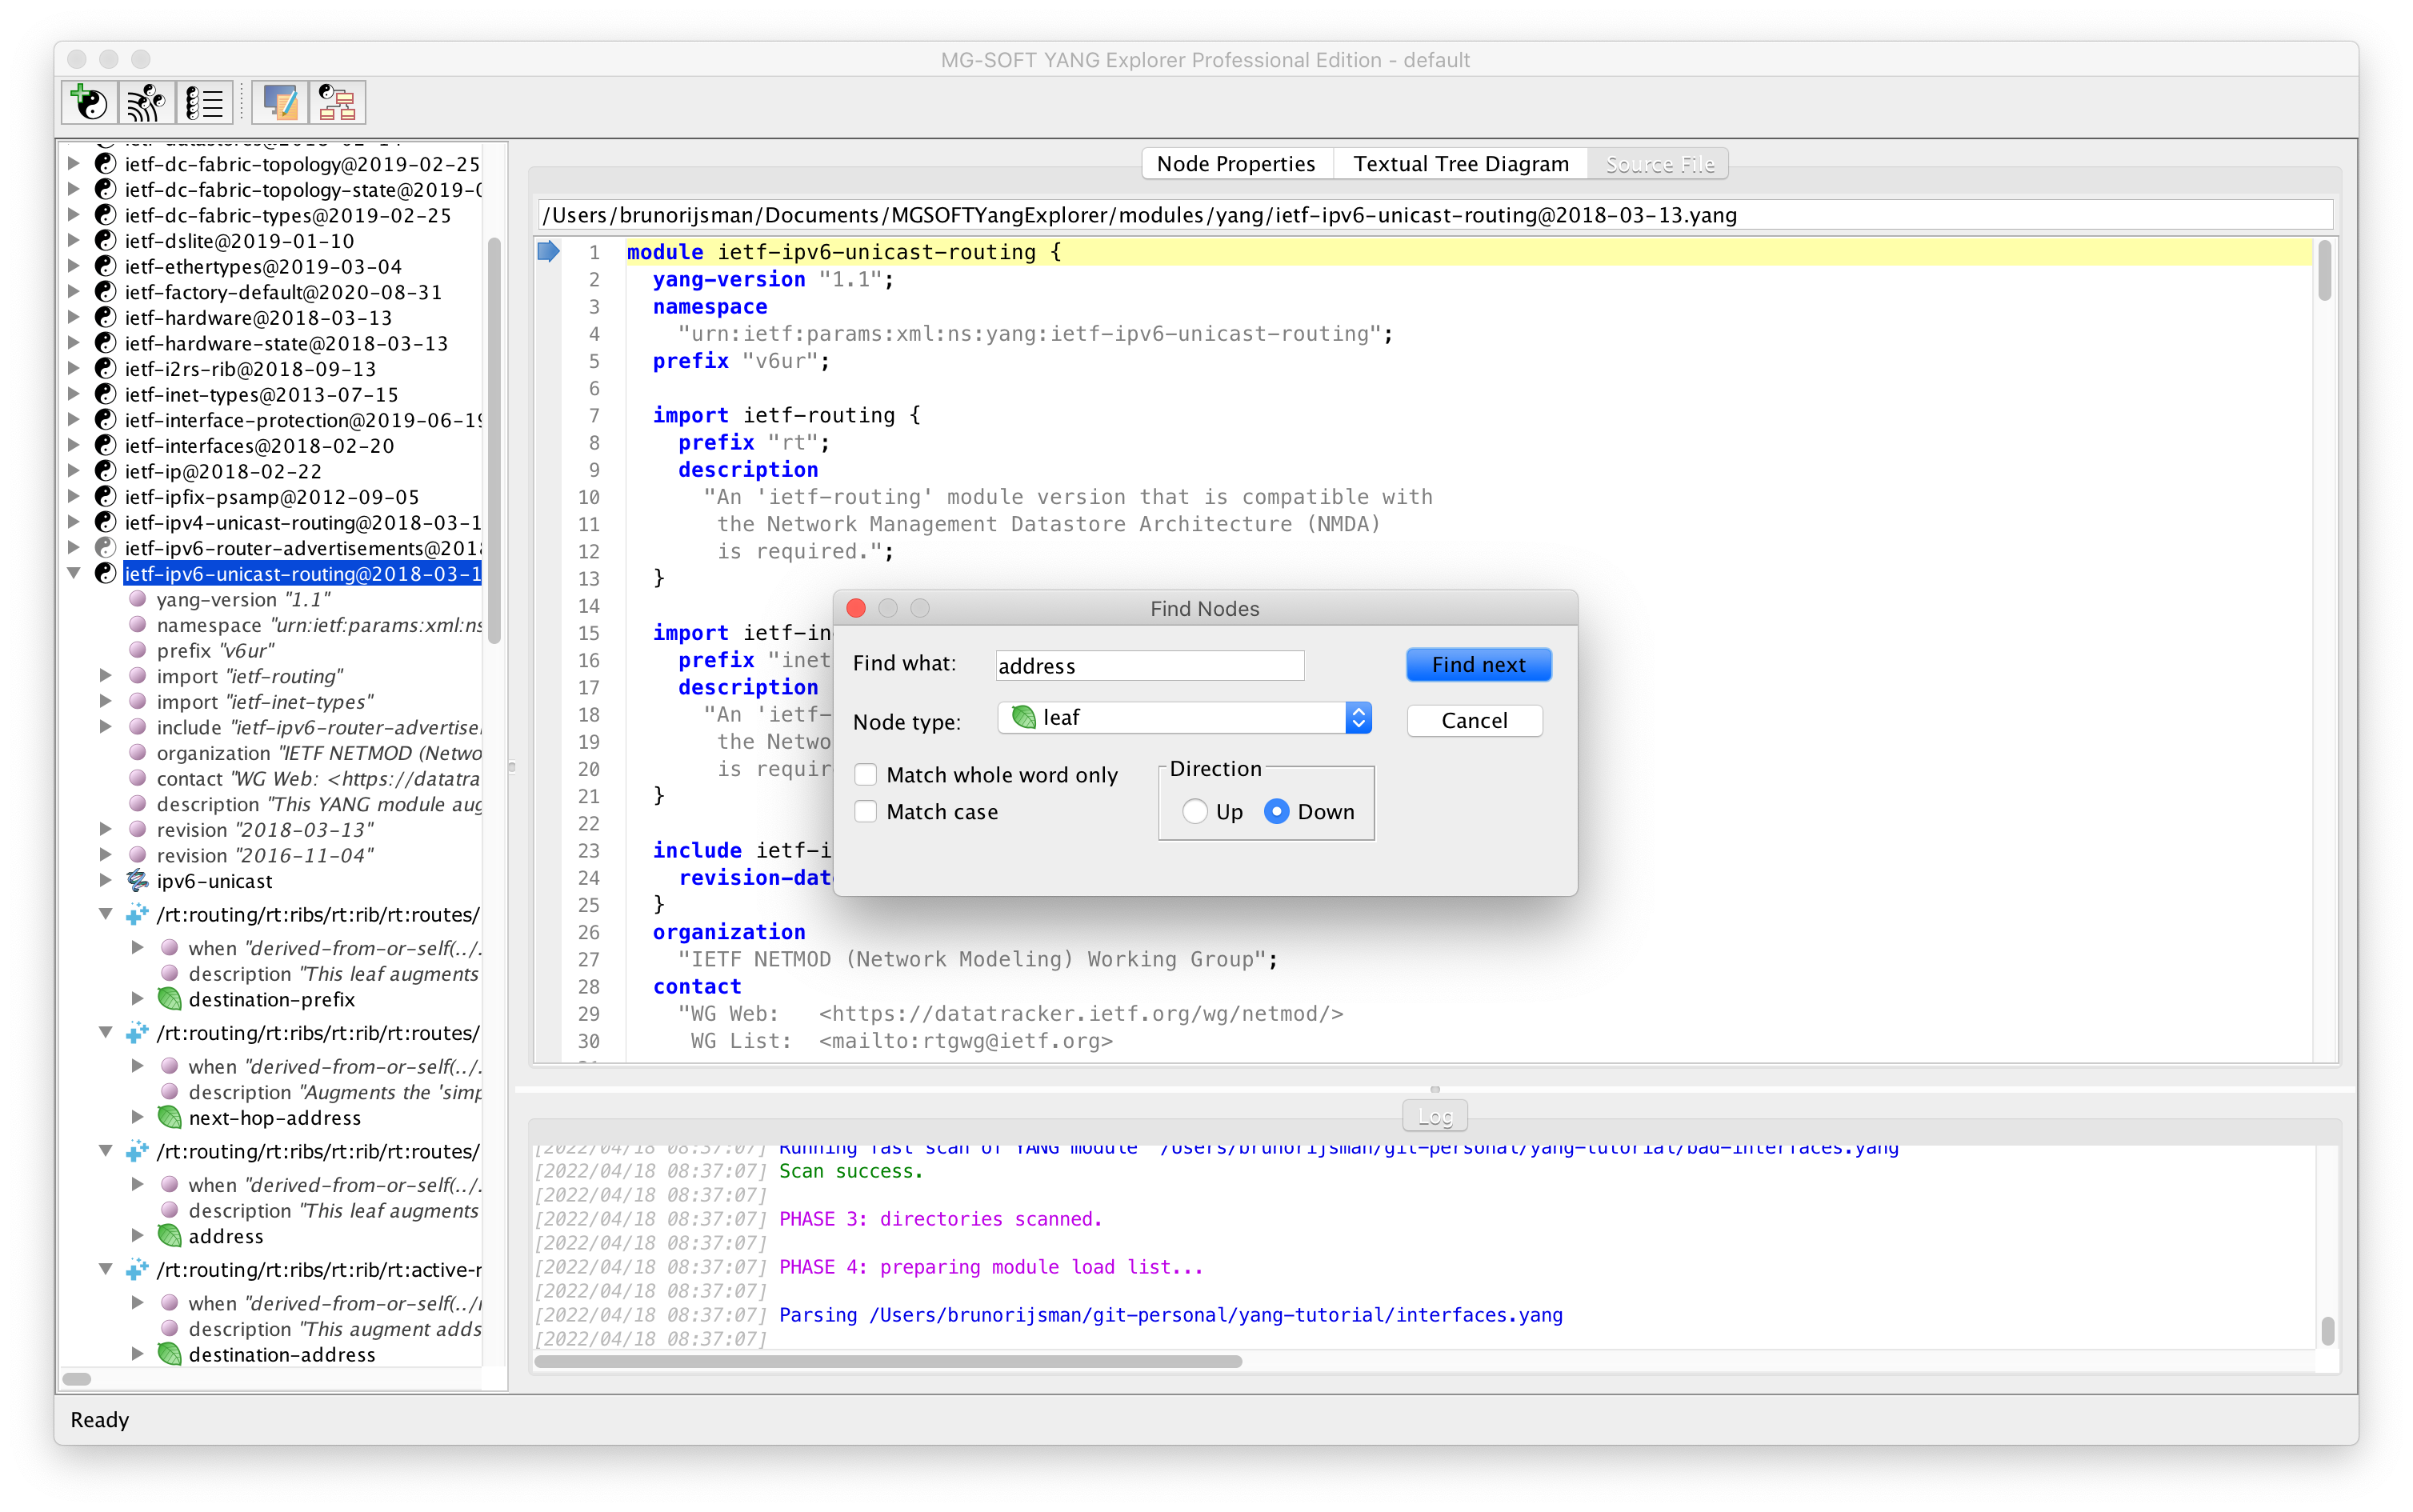 MG-SOFT YANG Explorer Professional Edition - default
ietf-dc-fabric-topology@2019-02-25
ietf-dc-fabric-topology-state@2019-0
ietf-dc-fabric-types@2019-02-25
ietf-dslite@2019-01-10
ietf-ethertypes@2019-03-04
ietf-factory-default@2020-08-31
ietf-hardware@2018-03-13
ietf-hardware-state@2018-03-13
ietf-i2rs-rib@2018-09-13
ietf-inet-types@2013-07-15
ietf-interface-protection@2019-06-19
ietf-interfaces@2018-02-20
ietf-ip@2018-02-22
ietf-ipfix-psamp@2012-09-05
ietf-ipv4-unicast-routing@2018-03-1
ietf-ipv6-router-advertisements@201
ietf-ipv6-unicast-routing@2018-03-1
yang-version "1.1"
namespace "urn:ietf:params:xml:ns
prefix "v6ur"
import "ietf-routing"
import "ietf-inet-types"
include "ietf-ipv6-router-advertise
organization "IETF NETMOD (Netwo
contact "WG Web: <https://datatra
description "This YANG module aug
revision "2018-03-13"
revision "2016-11-04"
ipv6-unicast
/rt:routing/rt:ribs/rt:rib/rt:routes/
when "derived-from-or-self(../.
description "This leaf augments
destination-prefix
/rt:routing/rt:ribs/rt:rib/rt:routes/
when "derived-from-or-self(../.
description "Augments the 'simp
next-hop-address
/rt:routing/rt:ribs/rt:rib/rt:routes/
when "derived-from-or-self(../.
description "This leaf augments
address
/rt:routing/rt:ribs/rt:rib/rt:active-r
when "derived-from-or-self(../r
description "This augment adds
destination-address
Node Properties Textual Tree Diagram Source File
/Users/brunorijsman/Documents/MGSOFTYangExplorer/modules/yang/ietf-ipv6-unicast-routing@2018-03-13.yang
1 module ietf-ipv6-unicast-routing {
2 yang-version "1.1";
3 namespace
4 "urn:ietf:params:xml:ns:yang:ietf-ipv6-unicast-routing";
5 prefix "v6ur";
6
7 import ietf-routing {
8 prefix "rt";
9 description
10 "An 'ietf-routing' module version that is compatible with
11 the Network Management Datastore Architecture (NMDA)
12 is required.";
13 }
14
15 import ietf-in
16 prefix "inet
17 description
18 "An 'ietf-
19 the Netwo
20 is requir
21 }
22
23 include ietf-i
24 revision-dat
25 }
26 organization
27 "IETF NETMOD (Network Modeling) Working Group";
28 contact
29 "WG Web: <https://datatracker.ietf.org/wg/netmod/>
30 WG List: <mailto:rtgwg@ietf.org>
Find Nodes
Find what: address Find next
Node type: leaf Cancel
Match whole word only
Match case
Direction
Up Down
Log
[2022/04/18 08:37:07] Running fast scan of YANG module '/Users/brunorijsman/git-personal/yang-tutorial/bad-interfaces.yang
[2022/04/18 08:37:07] Scan success.
[2022/04/18 08:37:07]
[2022/04/18 08:37:07] PHASE 3: directories scanned.
[2022/04/18 08:37:07]
[2022/04/18 08:37:07] PHASE 4: preparing module load list...
[2022/04/18 08:37:07]
[2022/04/18 08:37:07] Parsing /Users/brunorijsman/git-personal/yang-tutorial/interfaces.yang
[2022/04/18 08:37:07]
Ready